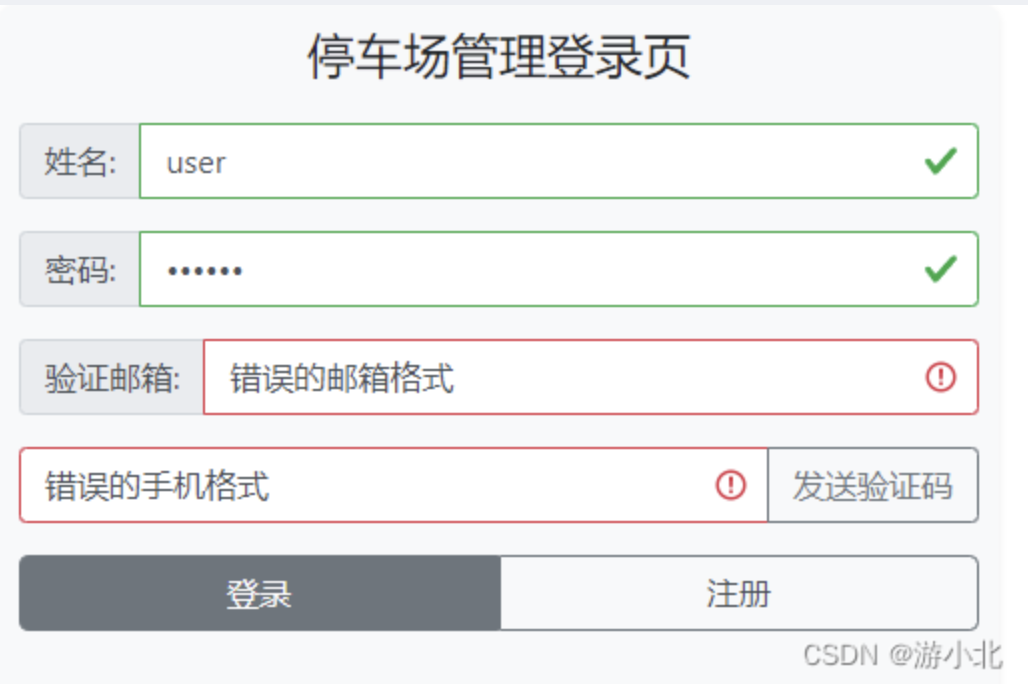 停车场管理登录页
姓名: user
密码: ••••••
验证邮箱: 错误的邮箱格式
错误的手机格式 发送验证码
登录 注册
CSDN @游小北